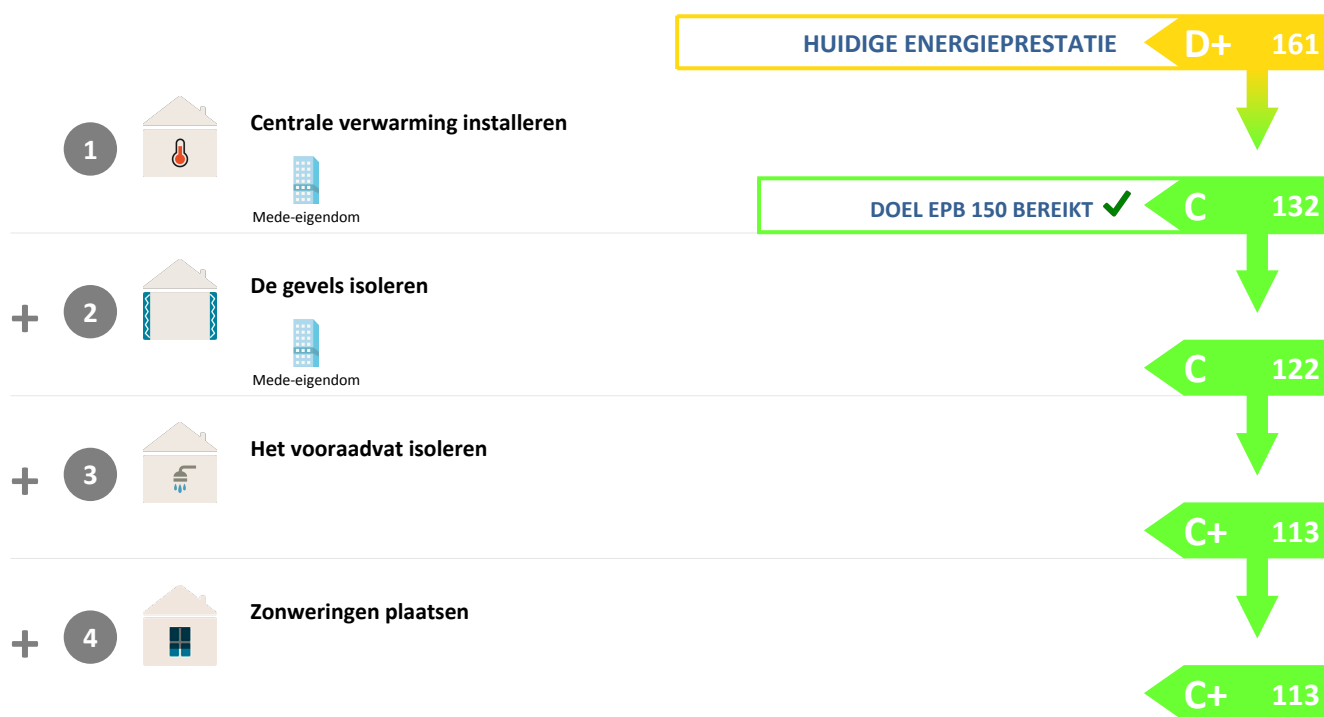 HUIDIGE ENERGIEPRESTATIE D+ 161
1 Centrale verwarming installeren
Mede-eigendom
DOEL EPB 150 BEREIKT C 132
+ 2 De gevels isoleren
Mede-eigendom
C 122
+ 3 Het vooraadvat isoleren
C+ 113
+ 4 Zonweringen plaatsen
C+ 113